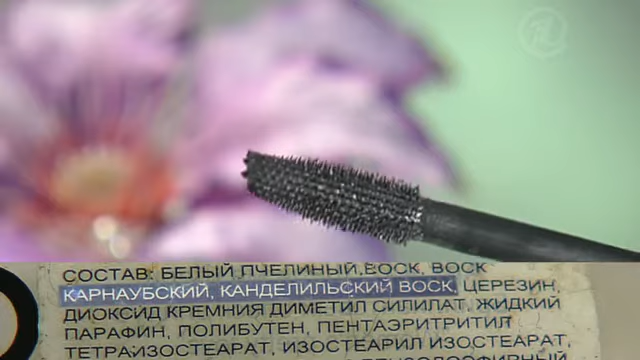 СОСТАВ: БЕЛЫЙ ПЧЕЛИНЫЙ ВОСК, ВОСК
КАРНАУБСКИЙ, КАНДЕЛИЛЬСКИЙ ВОСК, ЦЕРЕЗИН,
ДИОКСИД КРЕМНИЯ ДИМЕТИЛ СИЛИЛАТ, ЖИДКИЙ
ПАРАФИН, ПОЛИБУТЕН, ПЕНТАЭРИТРИТИЛ
ТЕТРАИЗОСТЕАРАТ, ИЗОСТЕАРИЛ ИЗОСТЕАРАТ,